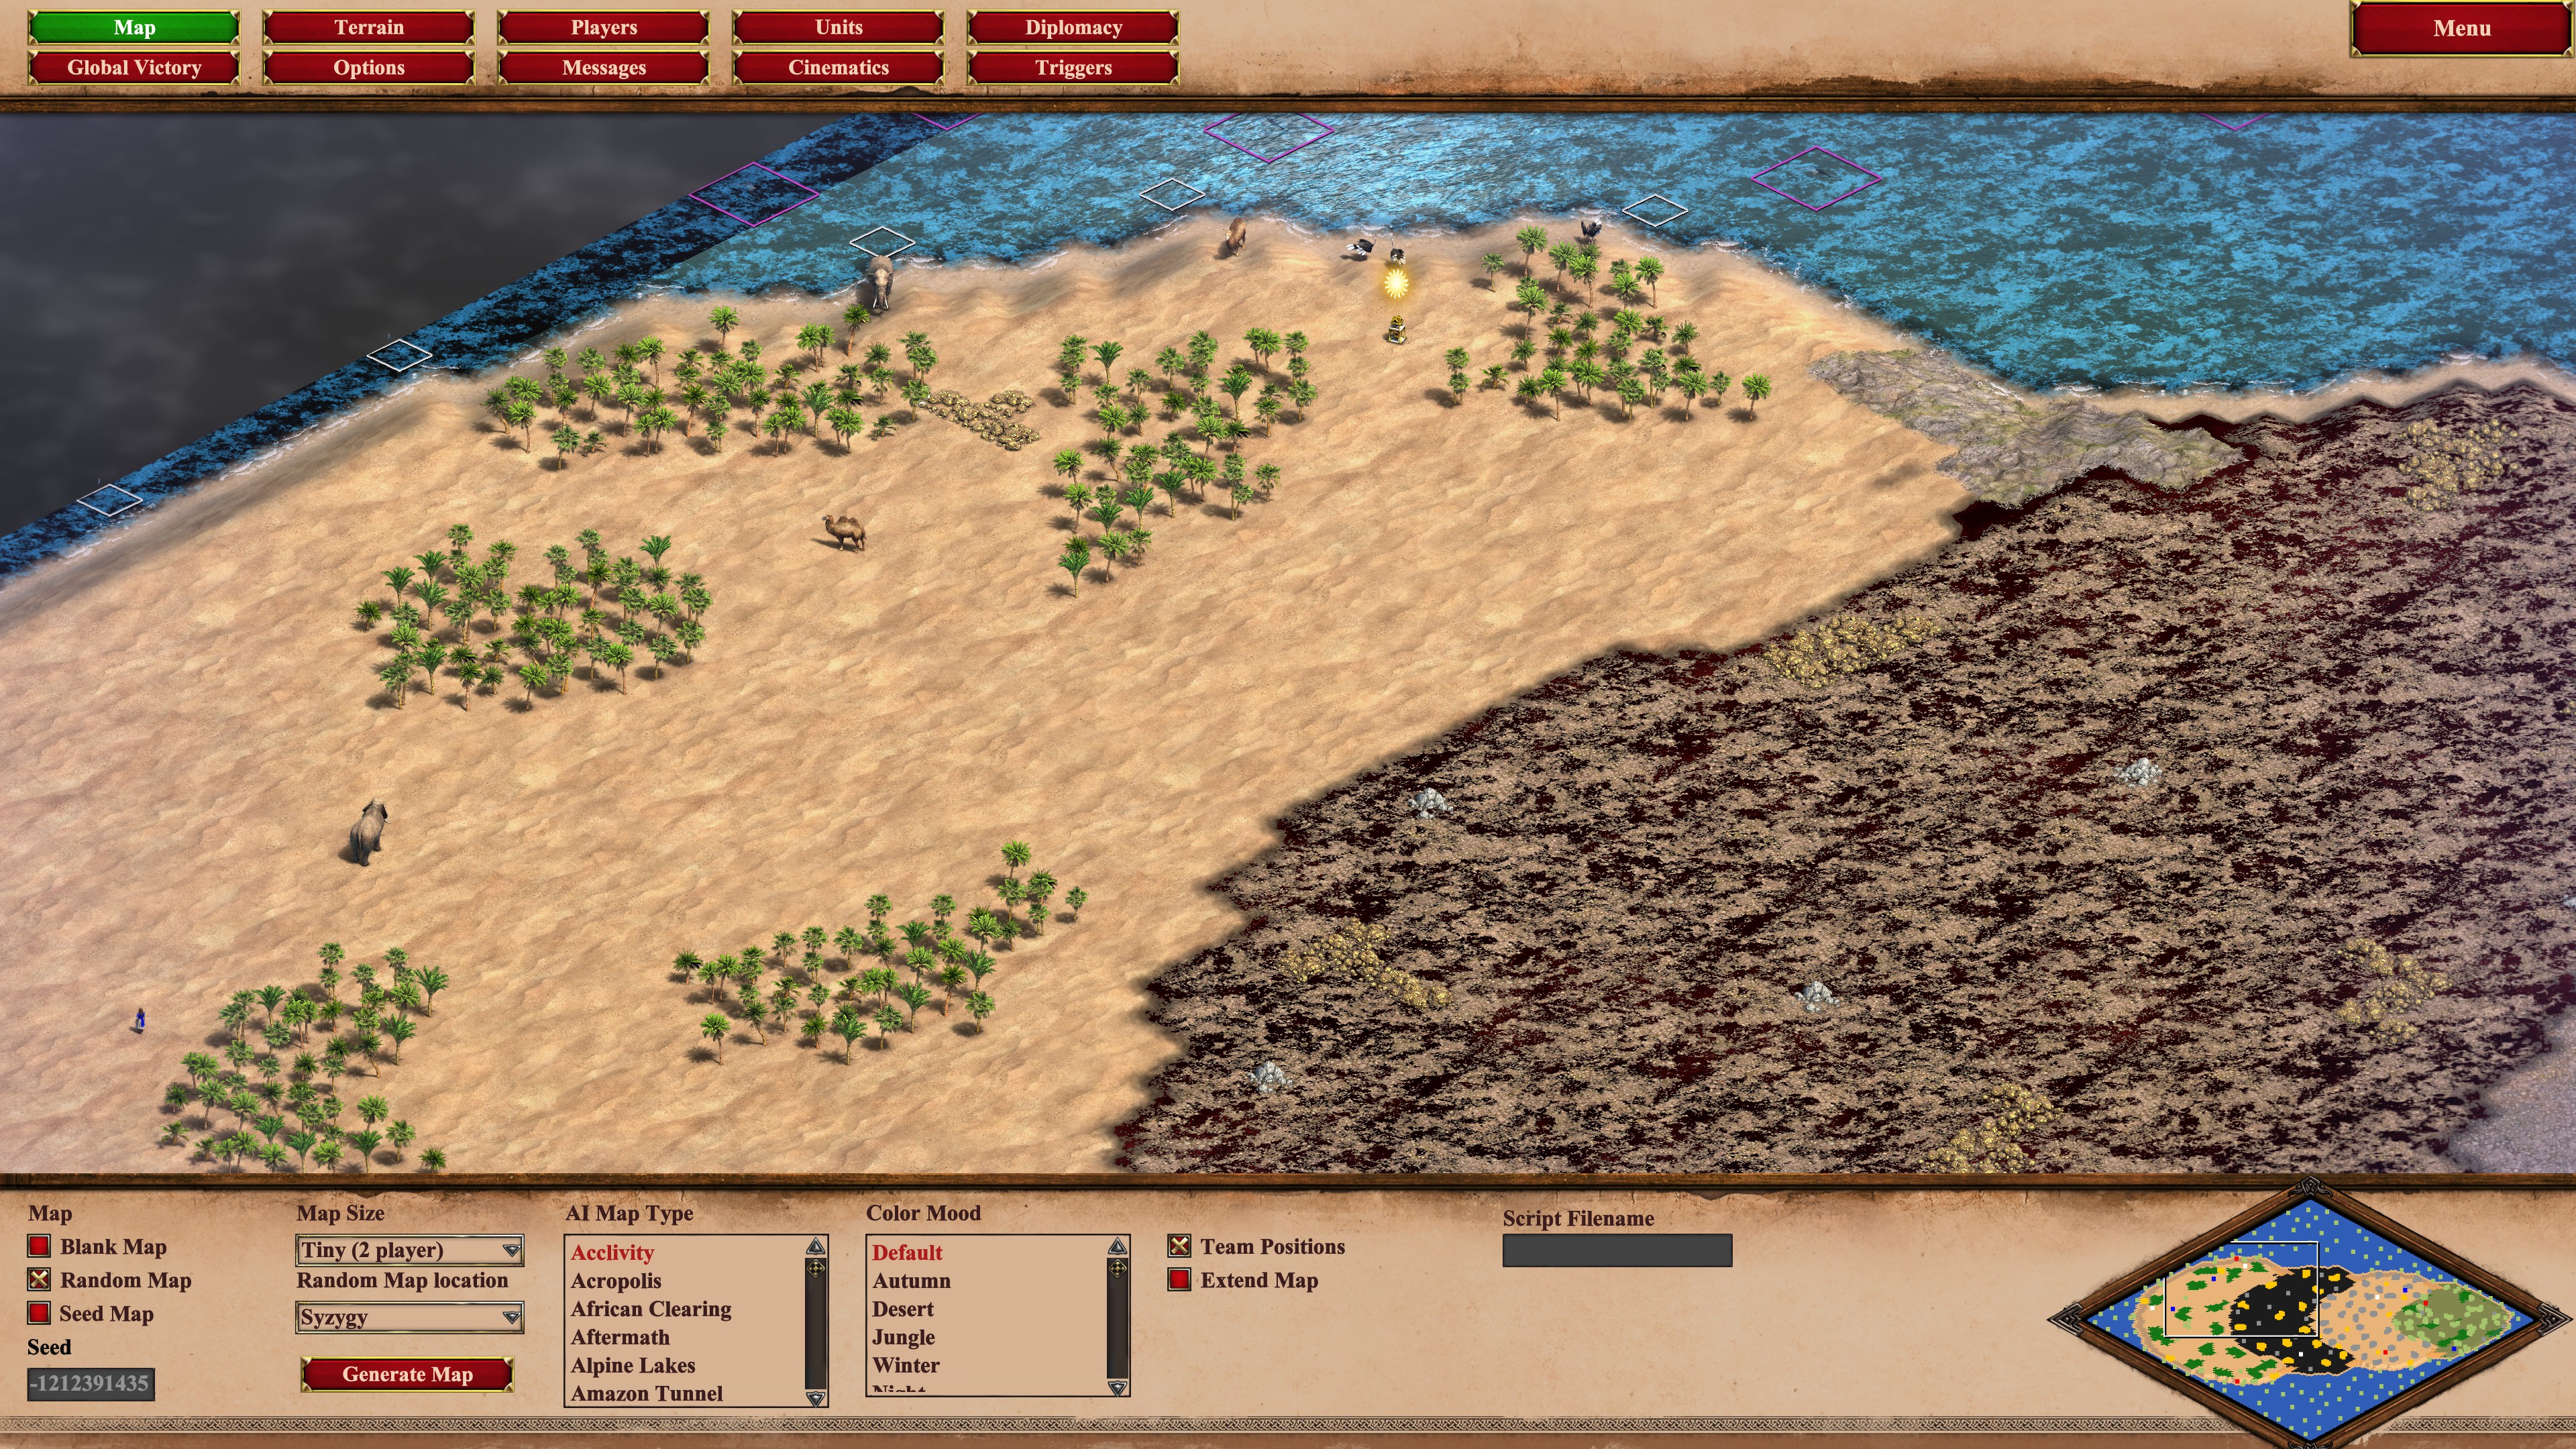 Map
Terrain
Players
Units
Diplomacy
Menu
Global Victory
Options
Messages
Cinematics
Triggers
Map
Blank Map
Random Map
Seed Map
Seed
-1212391435
Map Size
Tiny (2 player)
Random Map location
Syzygy
Generate Map
AI Map Type
Acclivity
Acropolis
African Clearing
Aftermath
Alpine Lakes
Amazon Tunnel
Color Mood
Default
Autumn
Desert
Jungle
Winter
Night
Team Positions
Extend Map
Script Filename